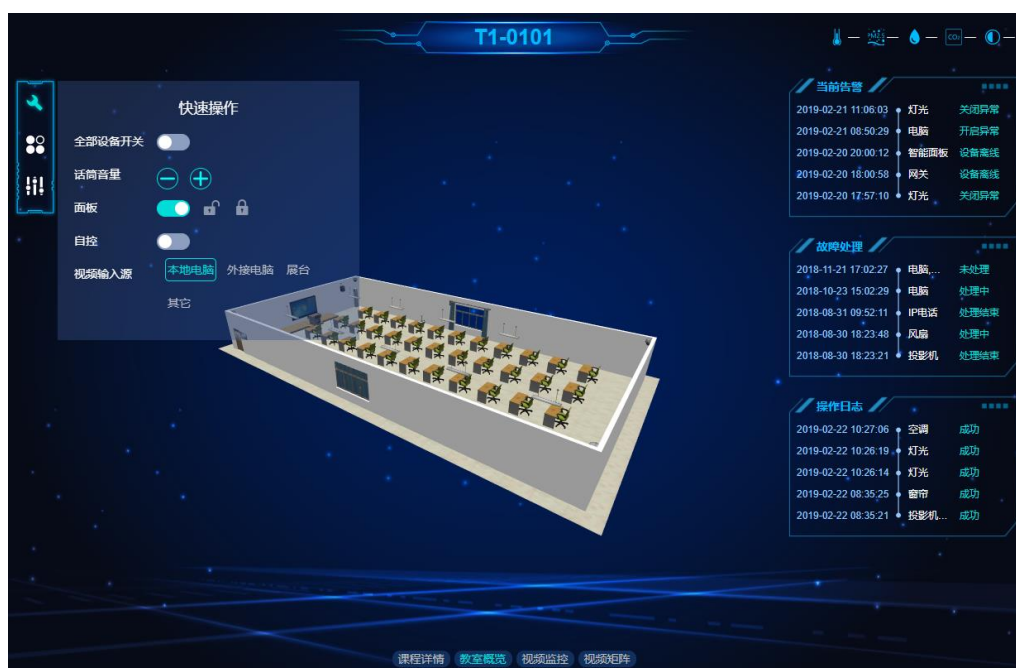 T1-0101
快速操作
全部设备开关
话筒音量
面板
自控
视频输入源 本地电脑 外接电脑 展台
其它
当前告警
2019-02-21 11:06:03 灯光 关闭异常
2019-02-21 08:50:29 电脑 开启异常
2019-02-20 20:00:12 智能面板 设备离线
2019-02-20 18:00:58 网关 设备离线
2019-02-20 17:57:10 灯光 关闭异常
故障处理
2018-11-21 17:02:27 电脑,... 未处理
2018-10-23 15:02:29 电脑 处理中
2018-08-31 09:52:11 IP电话 处理结束
2018-08-30 18:23:48 风扇 处理中
2018-08-30 18:23:21 投影机 处理结束
操作日志
2019-02-22 10:27:06 空调 成功
2019-02-22 10:26:19 灯光 成功
2019-02-22 10:26:14 灯光 成功
2019-02-22 08:35:25 窗帘 成功
2019-02-22 08:35:21 投影机... 成功
课程详情 教室概览 视频监控 视频矩阵